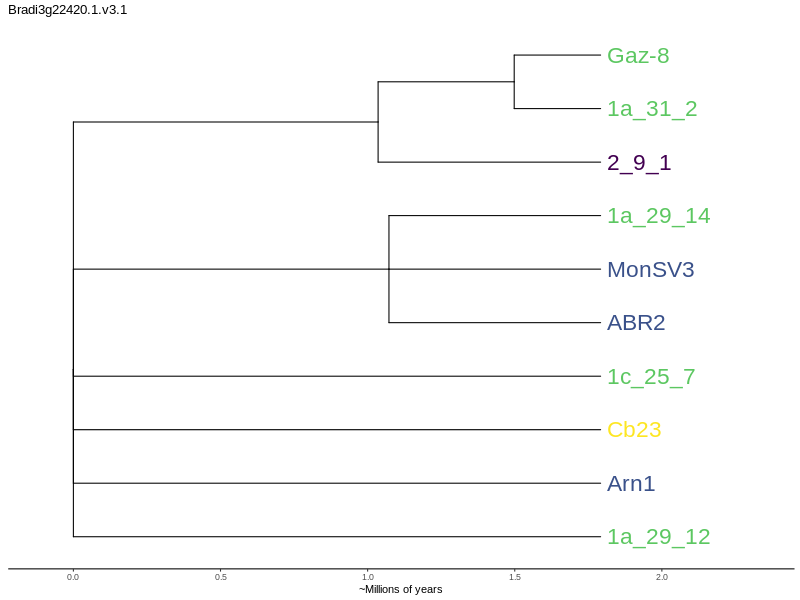 Bradi3g22420.1.v3.1
Gaz-8
1a_31_2
2_9_1
1a_29_14
MonSV3
ABR2
1c_25_7
Cb23
Arn1
1a_29_12
0.0 0.5 1.0 1.5 2.0
~Millions of years